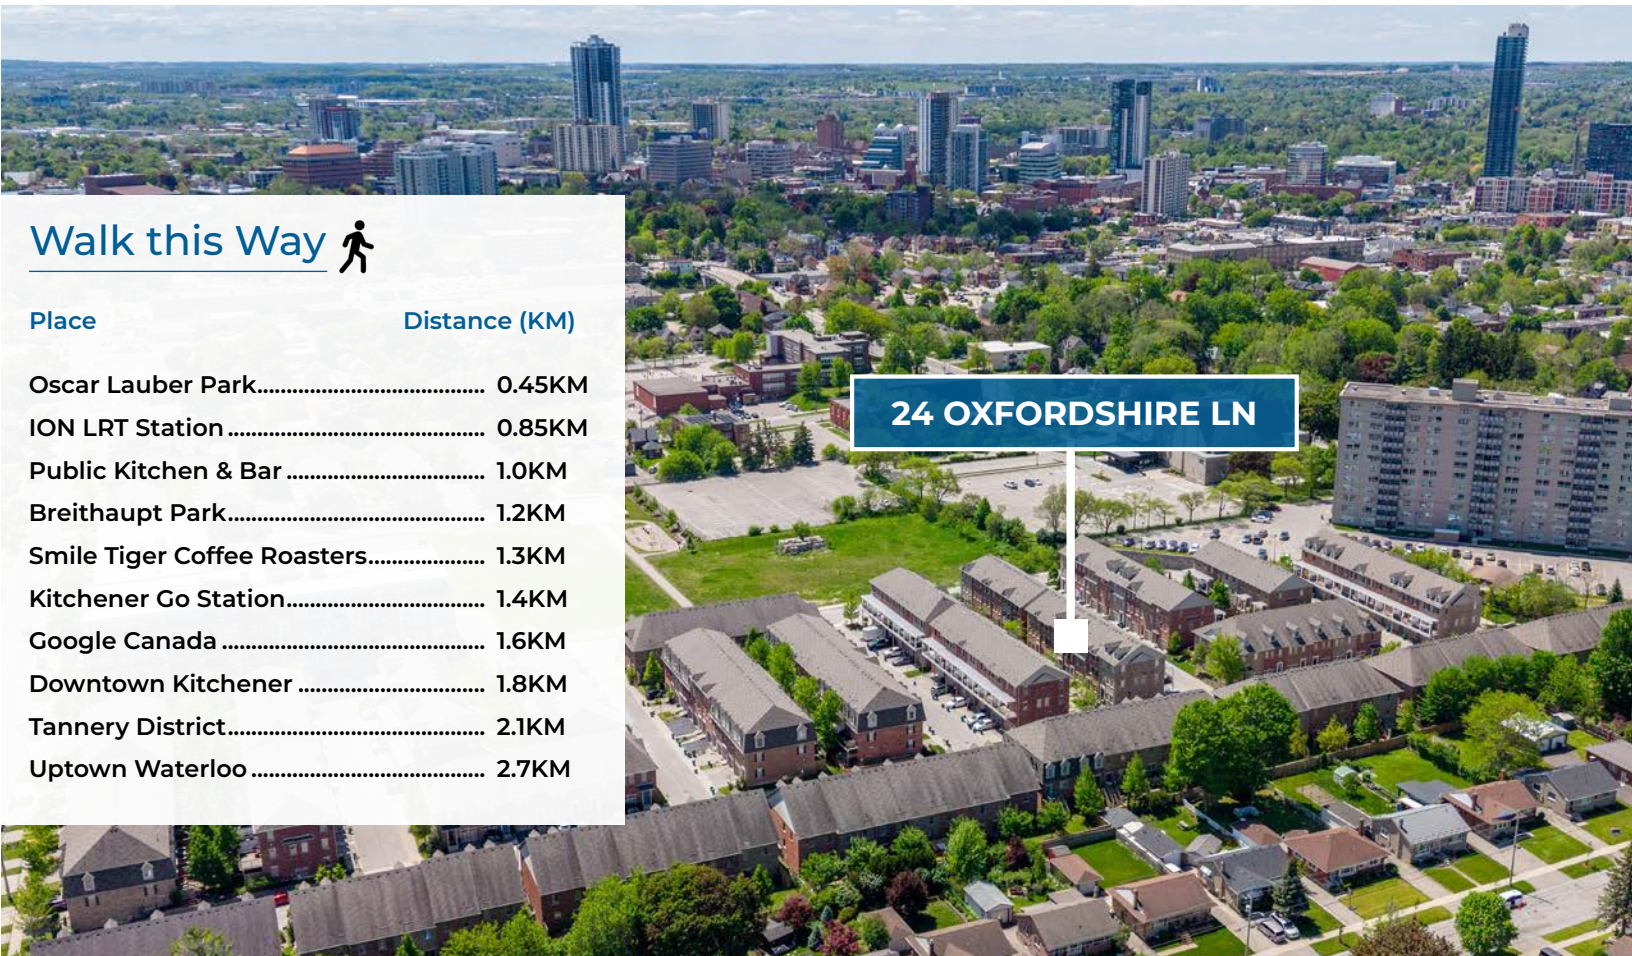 Walk this Way
Place Distance (KM)
Oscar Lauber Park.................................... 0.45KM
ION LRT Station......................................... 0.85KM
Public Kitchen & Bar................................ 1.0KM
Breithaupt Park......................................... 1.2KM
Smile Tiger Coffee Roasters................... 1.3KM
Kitchener Go Station................................ 1.4KM
Google Canada.......................................... 1.6KM
Downtown Kitchener.............................. 1.8KM
Tannery District......................................... 2.1KM
Uptown Waterloo..................................... 2.7KM
24 OXFORDSHIRE LN